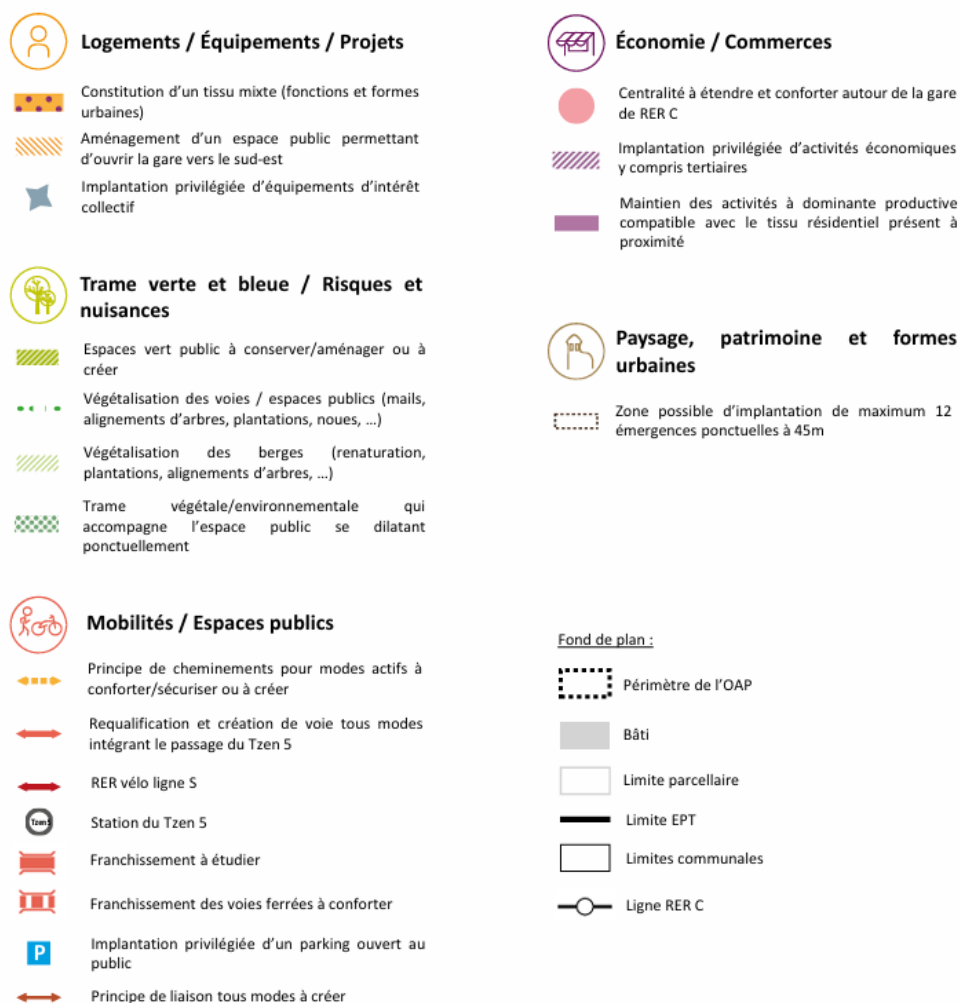 Logements / Équipements / Projets
Constitution d'un tissu mixte (fonctions et formes
urbaines)
Aménagement d'un espace public permettant
d'ouvrir la gare vers le sud-est
Implantation privilégiée d'équipements d'intérêt
collectif
Trame verte et bleue / Risques et
nuisances
Espaces vert public à conserver/aménager ou à
créer
Végétalisation des voies / espaces publics (mails,
alignements d'arbres, plantations, noues, …)
Végétalisation des berges (renaturation,
plantations, alignements d'arbres, …)
Trame végétale/environnementale qui
accompagne l'espace public se dilatant
ponctuellement
Mobilités / Espaces publics
Principe de cheminements pour modes actifs à
conforter/sécuriser ou à créer
Requalification et création de voie tous modes
intégrant le passage du Tzen 5
RER vélo ligne S
Tzen 5
Station du Tzen 5
Franchissement à étudier
Franchissement des voies ferrées à conforter
P
Implantation privilégiée d'un parking ouvert au
public
Principe de liaison tous modes à créer
Économie / Commerces
Centralité à étendre et conforter autour de la gare
de RER C
Implantation privilégiée d'activités économiques
y compris tertiaires
Maintien des activités à dominante productive
compatible avec le tissu résidentiel présent à
proximité
Paysage, patrimoine et formes
urbaines
Zone possible d'implantation de maximum 12
émergences ponctuelles à 45m
Fond de plan :
Périmètre de l'OAP
Bâti
Limite parcellaire
Limite EPT
Limites communales
Ligne RER C